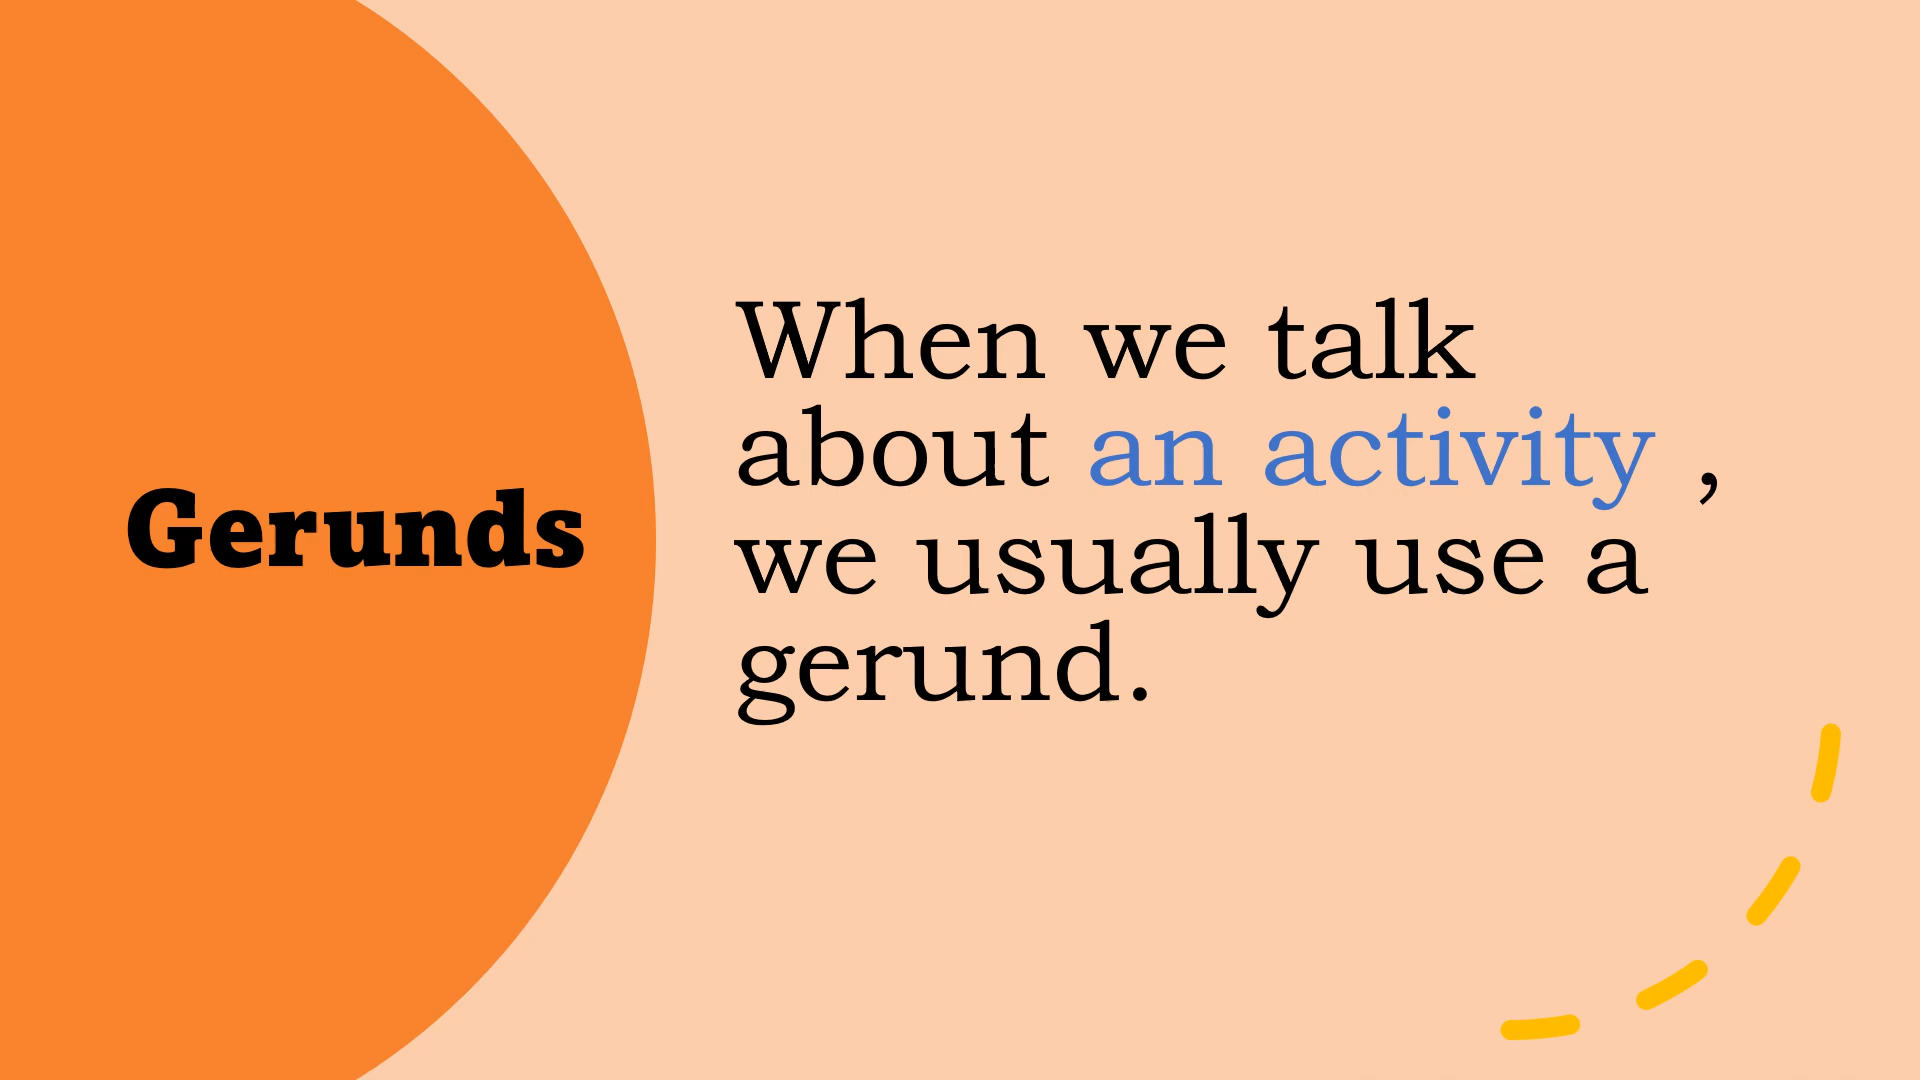 Gerunds
When we talk
about an activity ,
we usually use a
gerund.